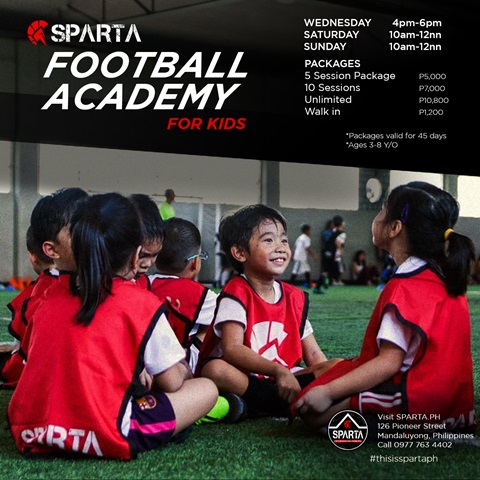 SPARTA
FOOTBALL
ACADEMY
FOR KIDS
WEDNESDAY 4pm-6pm
SATURDAY 10am-12nn
SUNDAY 10am-12nn
PACKAGES
5 Session Package P5,000
10 Sessions P7,000
Unlimited P10,800
Walk in P1,200
*Packages valid for 45 days
*Ages 3-8 Y/O
SPARTA
SPARTA
Visit SPARTA.PH
126 Pioneer Street
Mandaluyong, Philippines
Call 0977 763 4402
#thisisspartaph